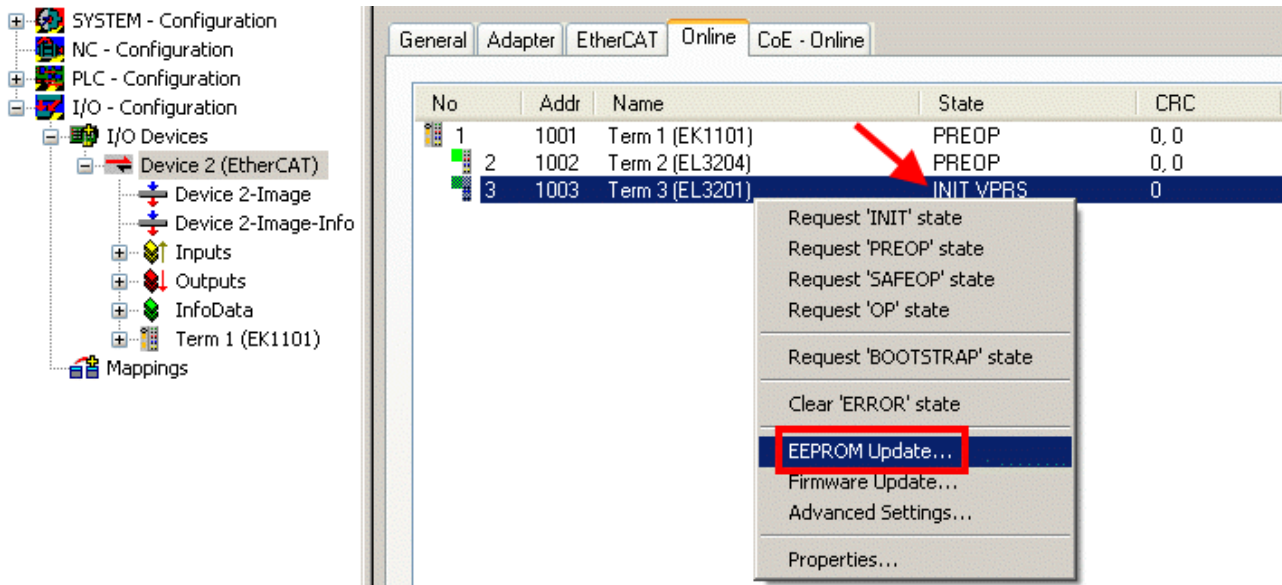 SYSTEM - Configuration
NC - Configuration
PLC - Configuration
I/O - Configuration
I/O Devices
Device 2 (EtherCAT)
Device 2-Image
Device 2-Image-Info
Inputs
Outputs
InfoData
Term 1 (EK1101)
Mappings
General Adapter EtherCAT Online CoE - Online
No Addr Name State CRC
1 1001 Term 1 (EK1101) PREOP 0, 0
2 1002 Term 2 (EL3204) PREOP 0, 0
3 1003 Term 3 (EL3201) INIT VPRS 0
Request 'INIT' state
Request 'PREOP' state
Request 'SAFEOP' state
Request 'OP' state
Request 'BOOTSTRAP' state
Clear 'ERROR' state
EEPROM Update...
Firmware Update...
Advanced Settings...
Properties...